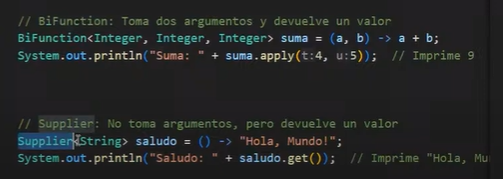 // BiFunction: Toma dos argumentos y devuelve un valor
BiFunction<Integer, Integer, Integer> suma = (a, b) -> a + b;
System.out.println("Suma: " + suma.apply(t:4, u:5)); // Imprime 9
// Supplier: No toma argumentos, pero devuelve un valor
Supplier<String> saludo = () -> "Hola, Mundo!";
System.out.println("Saludo: " + saludo.get()); // Imprime "Hola, Mu